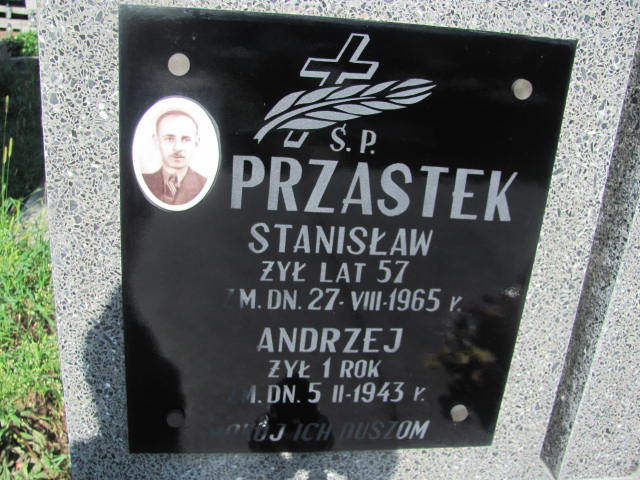 Ś. P.
PRZASTEK
STANISŁAW
ŻYŁ LAT 57
ZM. DN. 27-VIII-1965 r.
ANDRZEJ
ŻYŁ 1 ROK
ZM. DN. 5 II-1943 r.
POKÓJ ICH DUSZOM